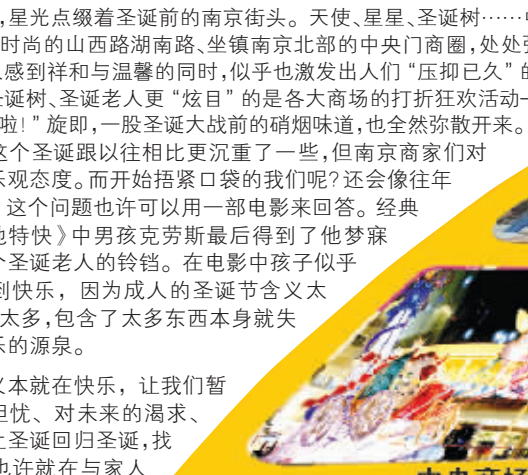 ,星光点缀着圣诞前的南京街头。天使、星星、圣诞树……
时尚的山西路湖南路、坐镇南京北部的中央门商圈,处处
感到祥和与温馨的同时,似乎也激发出人们“压抑已久”的
诞树、圣诞老人更“炫目”的是各大商场的打折狂欢活动
啦!”旋即,一股圣诞大战前的硝烟味道,也全然弥散开来。
这个圣诞跟以往相比更沉重了一些,但南京商家们对
乐观态度。而开始捂紧口袋的我们呢?还会像往年
这个问题也许可以用一部电影来回答。经典
特快》中男孩克劳斯最后得到了他梦寐
个圣诞老人的铃铛。在电影中孩子似乎
到快乐,因为成人的圣诞节含义太
太多,包含了太多东西本身就失
乐的源泉。
义本就在快乐,让我们暂
担忧、对未来的渴求、
让圣诞回归圣诞,找
也许就在与家人
中央商场